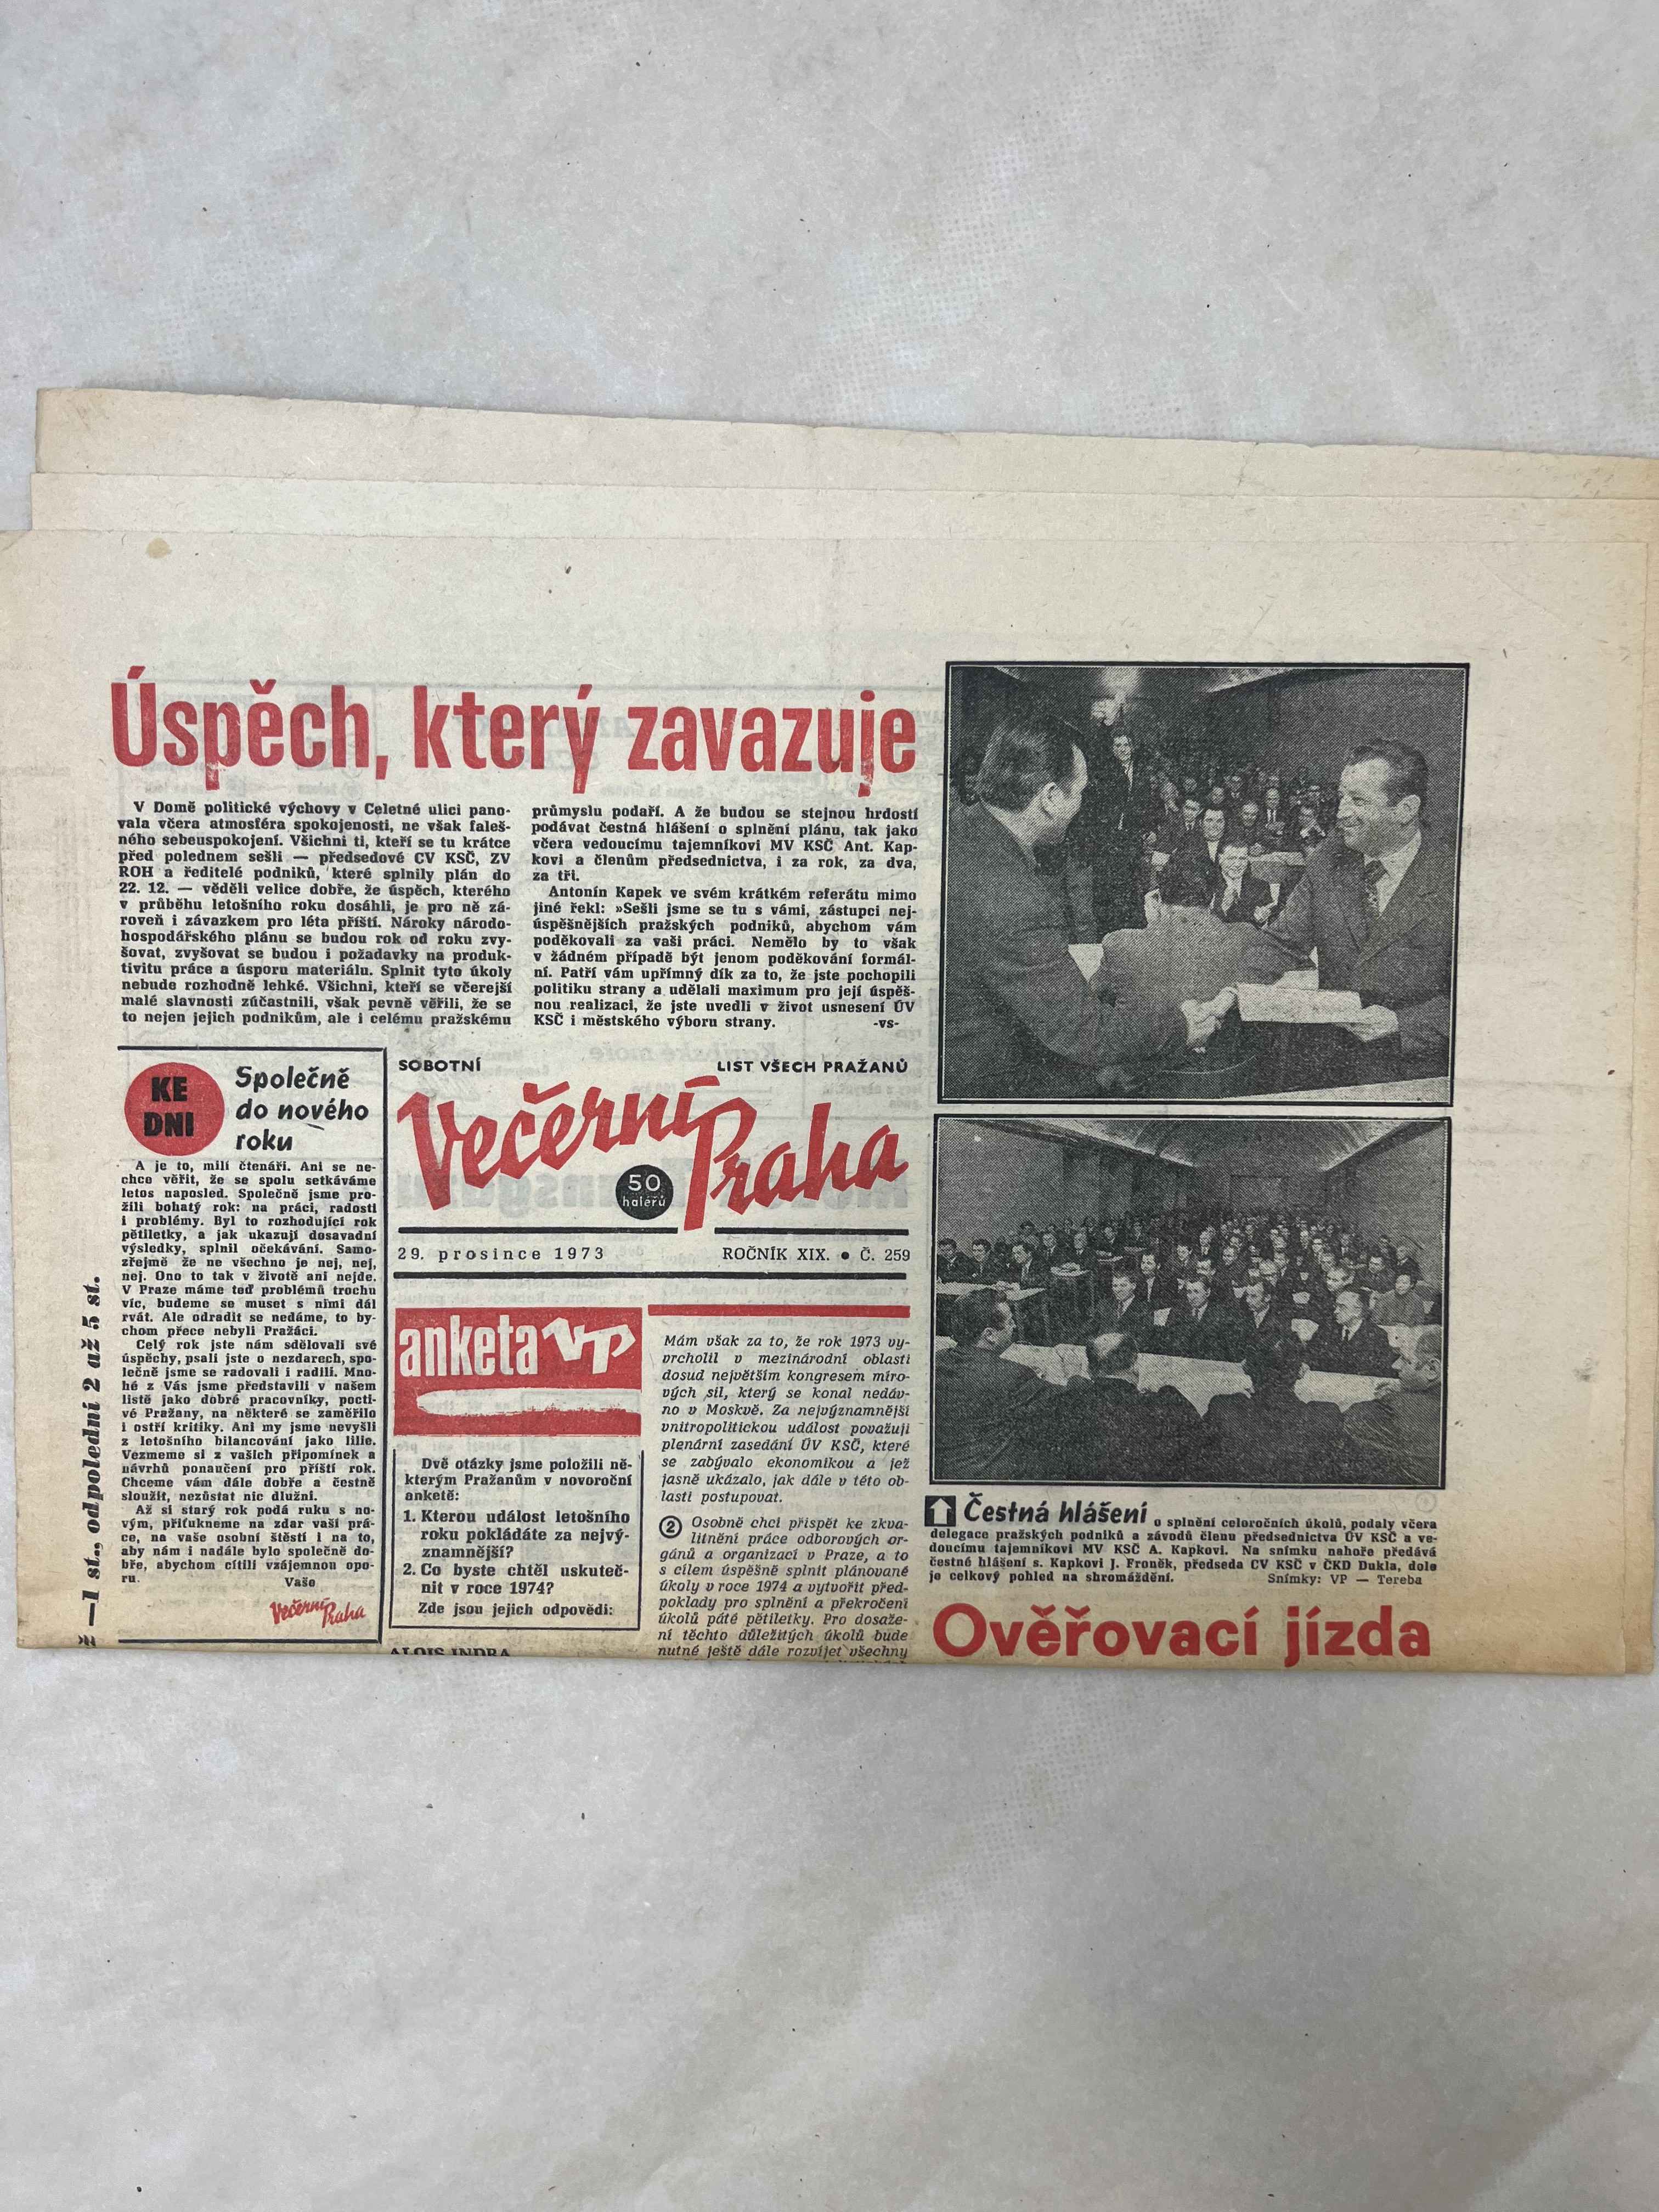 Úspěch, který zavazuje
V Domě politické výchovy v Celetné ulici pano-
vala včera atmosféra spokojenosti, ne však faleš-
ného sebeuspokojení. Všichni ti, kteří se tu krátce
před polednem sešli — předsedové CV KSČ, ZV
ROH a ředitelé podniků, které splnily plán do
22. 12. — věděli velice dobře, že úspěch, kterého
v průběhu letošního roku dosáhli, je pro ně zá-
roveň i závazkem pro léta příští. Nároky národo-
hospodářského plánu se budou rok od roku zvy-
šovat, zvyšovat se budou i požadavky na produk-
tivitu práce a úsporu materiálu. Splnit tyto úkoly
nebude rozhodně lehké. Všichni, kteří se včerejší
malé slavnosti zúčastnili, však pevně věřili, že se
to nejen jejich podnikům, ale i celému pražskému
průmyslu podaří. A že budou se stejnou hrdostí
podávat čestná hlášení o splnění plánu, tak jako
včera vedoucímu tajemníkovi MV KSČ Ant. Kap-
kovi a členům předsednictva, i za rok, za dva,
za tři.
Antonín Kapek ve svém krátkém referátu mimo
jiné řekl: »Sešli jsme se tu s vámi, zástupci nej-
úspěšnějších pražských podniků, abychom vám
poděkovali za vaši práci. Nemělo by to však
v žádném případě být jenom poděkování formál-
ní. Patří vám upřímný dík za to, že jste pochopili
politiku strany a udělali maximum pro její úspěš-
nou realizaci, že jste uvedli v život usnesení ÚV
KSČ i městského výboru strany. -vs-
KE
DNI
Společně
do nového
roku
A je to, milí čtenáři. Ani se ne-
chce věřit, že se spolu setkáváme
letos naposled. Společně jsme pro-
žili bohatý rok: na práci, radosti
i problémy. Byl to rozhodující rok
pětiletky, a jak ukazují dosavadní
výsledky, splnil očekávání. Samo-
zřejmě že ne všechno je nej, nej,
nej. Ono to tak v životě ani nejde.
V Praze máme teď problémů trochu
víc, budeme se muset s nimi dál
rvát. Ale odradit se nedáme, to by-
chom přece nebyli Pražáci.
Celý rok jste nám sdělovali své
úspěchy, psali jste o nezdarech, spo-
lečně jsme se radovali i radili. Mno-
hé z Vás jsme představili v našem
listě jako dobré pracovníky, pocti-
vé Pražany, na některé se zaměřilo
i ostří kritiky. Ani my jsme nevyšli
z letošního bilancování jako lilie.
Vezmeme si z vašich připomínek a
návrhů ponaučení pro příští rok.
Chceme vám dále dobře a čestně
sloužit, nezůstat nic dlužni.
Až si starý rok podá ruku s no-
vým, přiťukneme na zdar vaší prá-
ce, na vaše osobní štěstí i na to,
aby nám i nadále bylo společně do-
bře, abychom cítili vzájemnou opo-
ru.
Vaše
Večerní Praha
—1 st., odpolední 2 až 5 st.
SOBOTNÍ
LIST VŠECH PRAŽANŮ
Večerní Praha
50
haléřů
29. prosince 1973
ROČNÍK XIX. ● Č. 259
anketa VP
Dvě otázky jsme položili ně-
kterým Pražanům v novoroční
anketě:
1. Kterou událost letošního
roku pokládáte za nejvý-
znamnější?
2. Co byste chtěl uskuteč-
nit v roce 1974?
Zde jsou jejich odpovědi:
ALOIS INDRA
Mám však za to, že rok 1973 vy-
vrcholil v mezinárodní oblasti
dosud největším kongresem míro-
vých sil, který se konal nedáv-
no v Moskvě. Za nejvýznamnější
vnitropolitickou událost považuji
plenární zasedání ÚV KSČ, které
se zabývalo ekonomikou a jež
jasně ukázalo, jak dále v této ob-
lasti postupovat.
2 Osobně chci přispět ke zkva-
litnění práce odborových or-
gánů a organizací v Praze, a to
s cílem úspěšně splnit plánované
úkoly v roce 1974 a vytvořit před-
poklady pro splnění a překročení
úkolů páté pětiletky. Pro dosaže-
ní těchto důležitých úkolů bude
nutné ještě dále rozvíjet všechny
Čestná hlášení o splnění celoročních úkolů, podaly včera
delegace pražských podniků a závodů členu předsednictva ÚV KSČ a ve-
doucímu tajemníkovi MV KSČ A. Kapkovi. Na snímku nahoře předává
čestné hlášení s. Kapkovi J. Froněk, předseda CV KSČ v ČKD Dukla, dole
je celkový pohled na shromáždění. Snímky: VP — Tereba
Ověřovací jízda